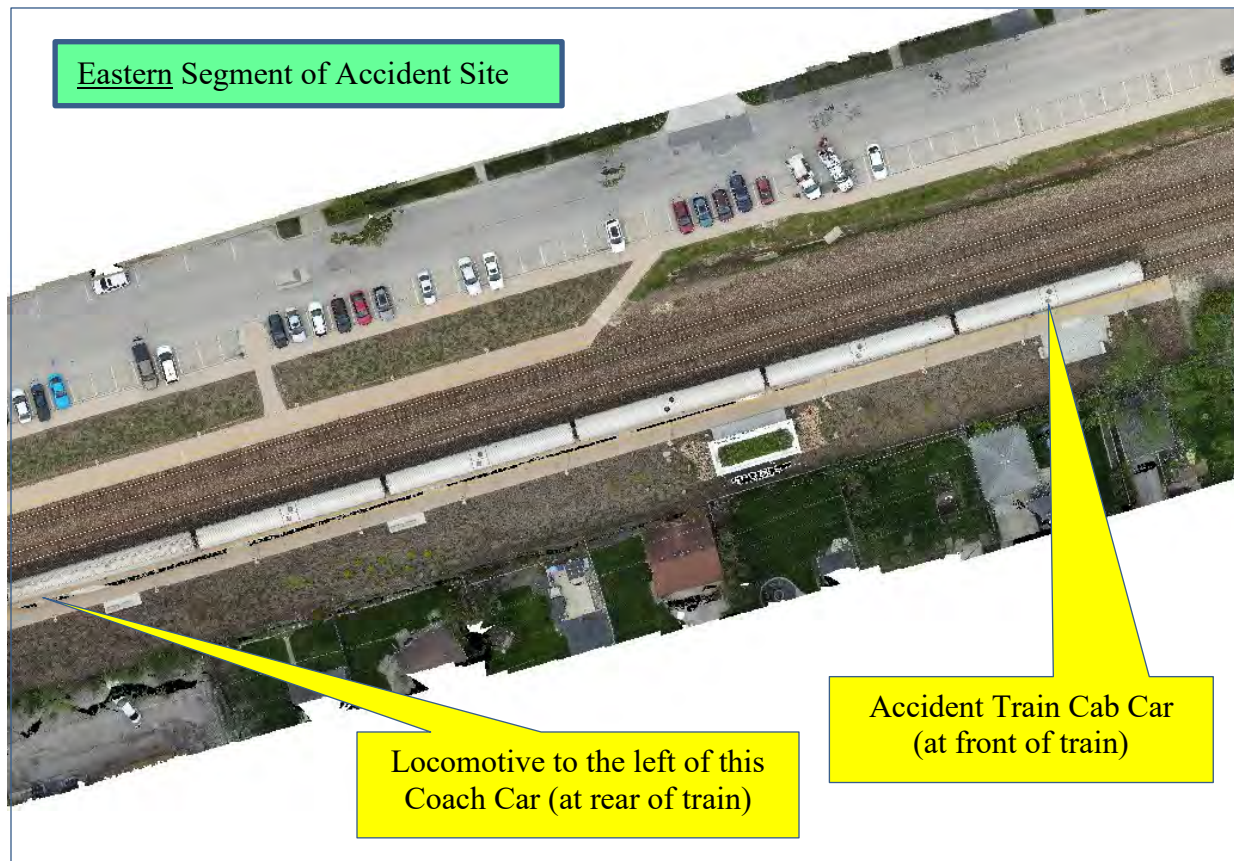 Eastern Segment of Accident Site
Locomotive to the left of this
Coach Car (at rear of train)
Accident Train Cab Car
(at front of train)